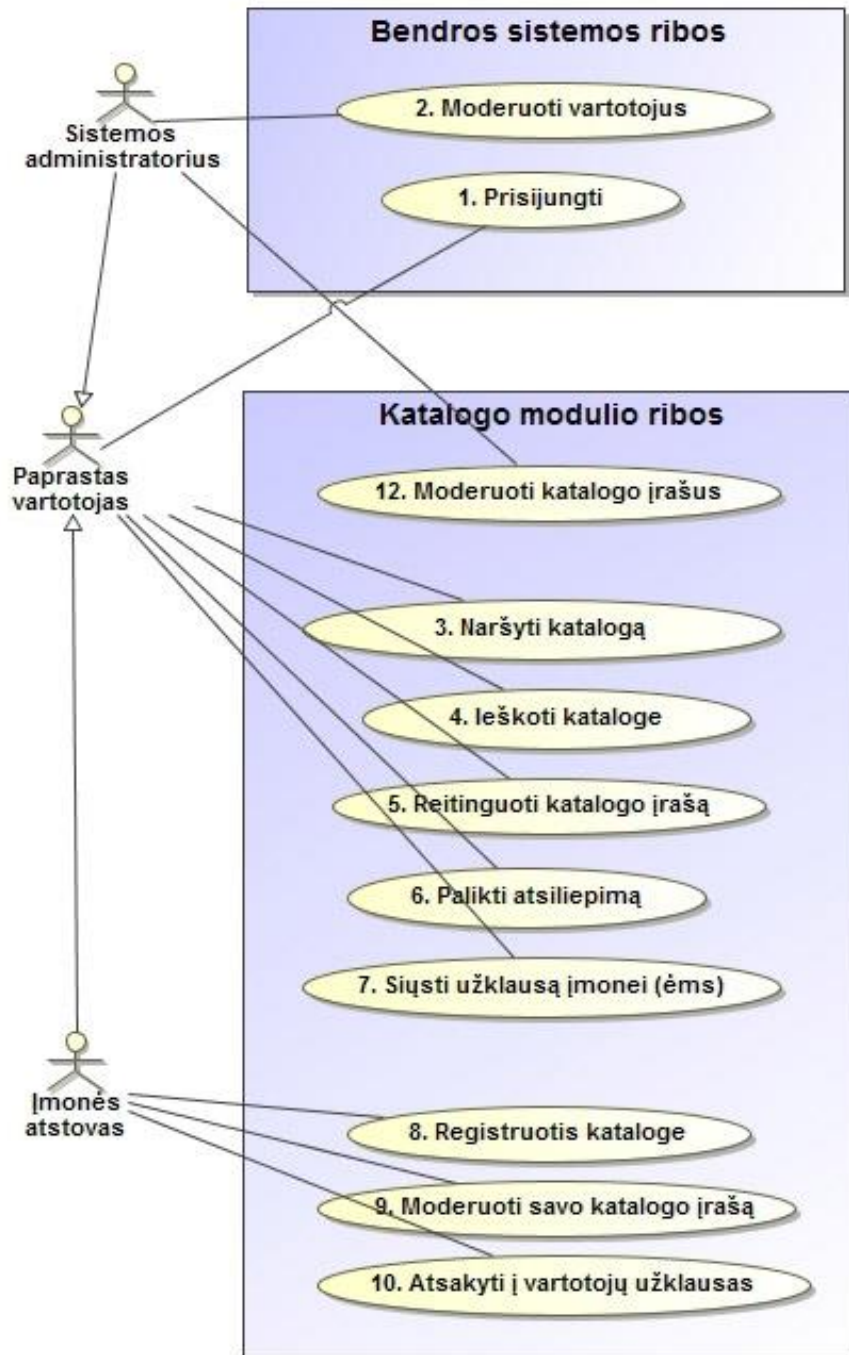 Bendros sistemos ribos
2. Moderuoti vartotojus
Sistemos
administratorius
1. Prisijungti
Katalogo modulio ribos
Paprastas
vartotojas
12. Moderuoti katalogo įrašus
3. Naršyti katalogą
4. Ieškoti kataloge
5. Reitinguoti katalogo įrašą
6. Palikti atsiliepimą
7. Siųsti užklausą įmonei (ėms)
Įmonės
atstovas
8. Registruotis kataloge
9. Moderuoti savo katalogo įrašą
10. Atsakyti į vartotojų užklausas